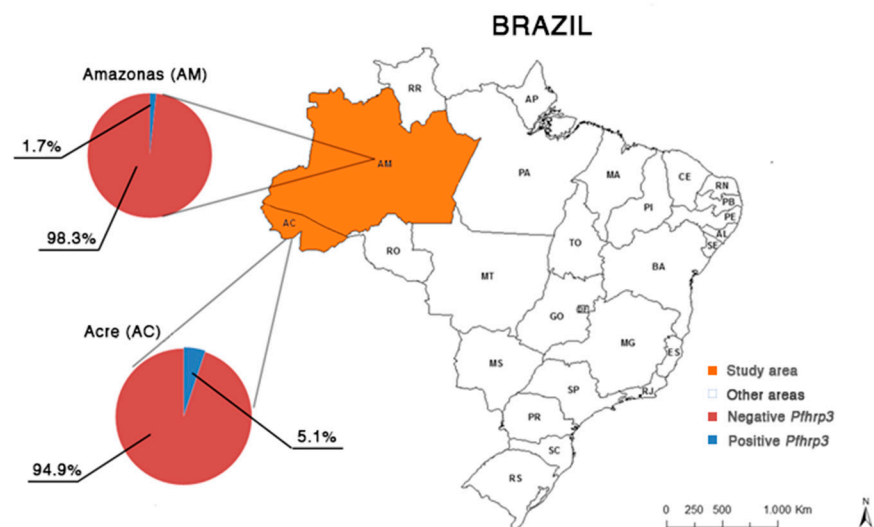 BRAZIL
Amazonas (AM)
1.7%
98.3%
Acre (AC)
5.1%
94.9%
RR
AP
AM
PA
MA
CE
RN
PB
PE
AL
SE
PI
AC
RO
TO
BA
MT
GO
DF
MG
ES
MS
SP
RJ
PR
SC
RS
Study area
Other areas
Negative Pfhrp3
Positive Pfhrp3
0 250 500 1.000 Km
N